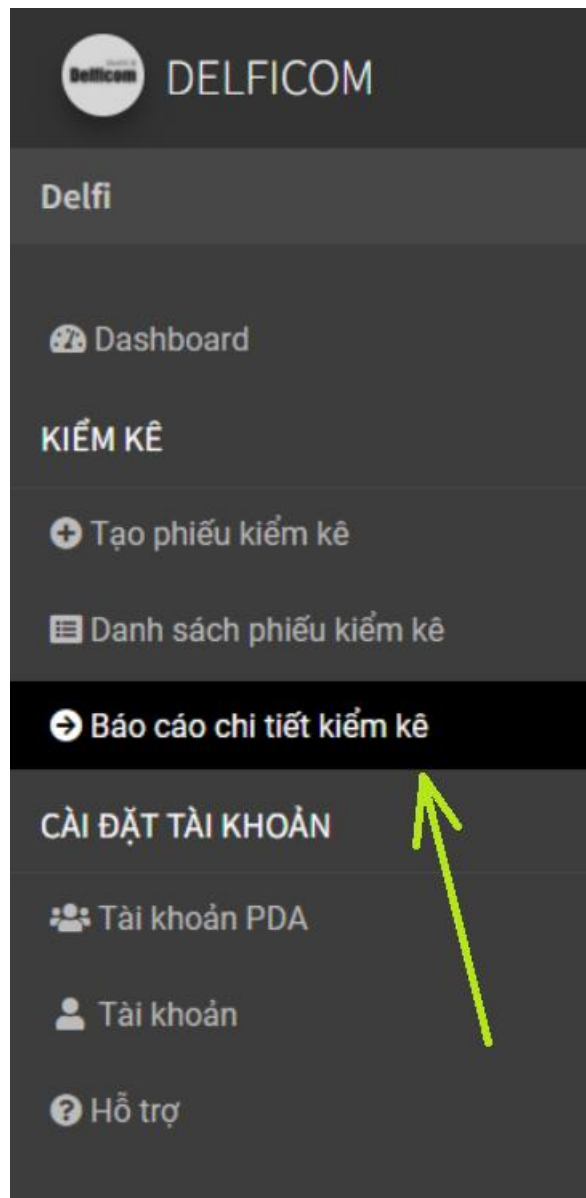 Delficom
DELFICOM
Delfi
Dashboard
KIỂM KÊ
Tạo phiếu kiểm kê
Danh sách phiếu kiểm kê
Báo cáo chi tiết kiểm kê
CÀI ĐẶT TÀI KHOẢN
Tài khoản PDA
Tài khoản
Hỗ trợ